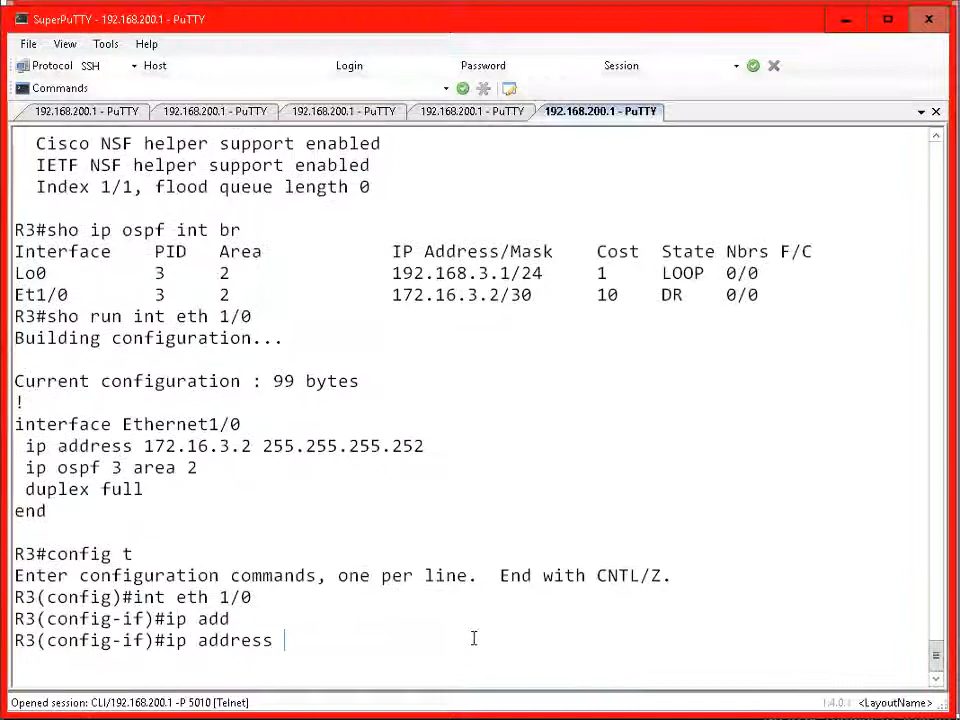 SuperPuTTY - 192.168.200.1 - PuTTY
File View Tools Help
Protocol SSH Host Login Password Session
Commands
192.168.200.1 - PuTTY 192.168.200.1 - PuTTY 192.168.200.1 - PuTTY 192.168.200.1 - PuTTY 192.168.200.1 - PuTTY
Cisco NSF helper support enabled
IETF NSF helper support enabled
Index 1/1, flood queue length 0
R3#sho ip ospf int br
Interface PID Area IP Address/Mask Cost State Nbrs F/C
Lo0 3 2 192.168.3.1/24 1 LOOP 0/0
Et1/0 3 2 172.16.3.2/30 10 DR 0/0
R3#sho run int eth 1/0
Building configuration...
Current configuration : 99 bytes
!
interface Ethernet1/0
ip address 172.16.3.2 255.255.255.252
ip ospf 3 area 2
duplex full
end
R3#config t
Enter configuration commands, one per line. End with CNTL/Z.
R3(config)#int eth 1/0
R3(config-if)#ip add
R3(config-if)#ip address
Opened session: CLI/192.168.200.1 -P 5010 [Telnet] 1.4.0. <LayoutName>